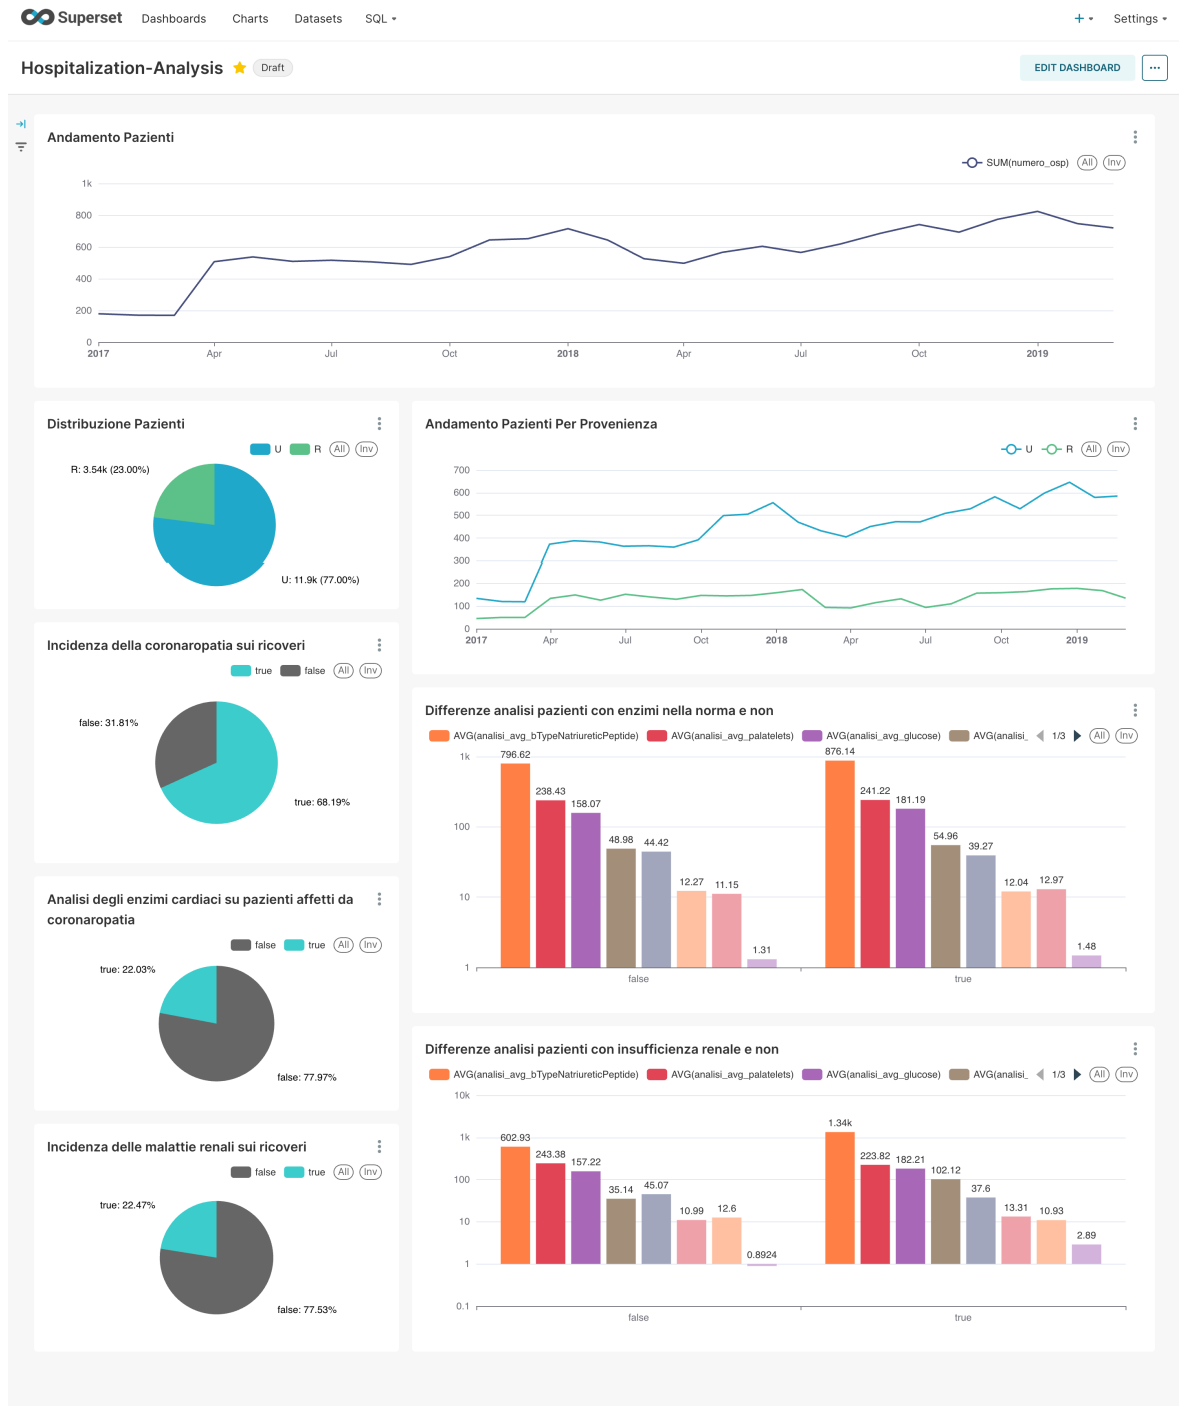 Superset Dashboards Charts Datasets SQL + Settings
Hospitalization-Analysis Draft EDIT DASHBOARD ...
Andamento Pazienti
SUM(numero_osp) All Inv
1k
800
600
400
200
0
2017 Apr Jul Oct 2018 Apr Jul Oct 2019
Distribuzione Pazienti
U R All Inv
R: 3.54k (23.00%)
U: 11.9k (77.00%)
Andamento Pazienti Per Provenienza
U R All Inv
700
600
500
400
300
200
100
0
2017 Apr Jul Oct 2018 Apr Jul Oct 2019
Incidenza della coronaropatia sui ricoveri
true false All Inv
false: 31.81%
true: 68.19%
Differenze analisi pazienti con enzimi nella norma e non
AVG(analisi_avg_bTypeNatriureticPeptide) AVG(analisi_avg_palatelets) AVG(analisi_avg_glucose) AVG(analisi_ 1/3 All Inv
1k
100
10
1
796.62 238.43 158.07 48.98 44.42 12.27 11.15 1.31
876.14 241.22 181.19 54.96 39.27 12.04 12.97 1.48
false true
Analisi degli enzimi cardiaci su pazienti affetti da
coronaropatia
false true All Inv
true: 22.03%
false: 77.97%
Differenze analisi pazienti con insufficienza renale e non
AVG(analisi_avg_bTypeNatriureticPeptide) AVG(analisi_avg_palatelets) AVG(analisi_avg_glucose) AVG(analisi_ 1/3 All Inv
10k
1k
100
10
1
0.1
602.93 243.38 157.22 35.14 45.07 10.99 12.6 0.8924
1.34k 223.82 182.21 102.12 37.6 13.31 10.93 2.89
false true
Incidenza delle malattie renali sui ricoveri
false true All Inv
true: 22.47%
false: 77.53%